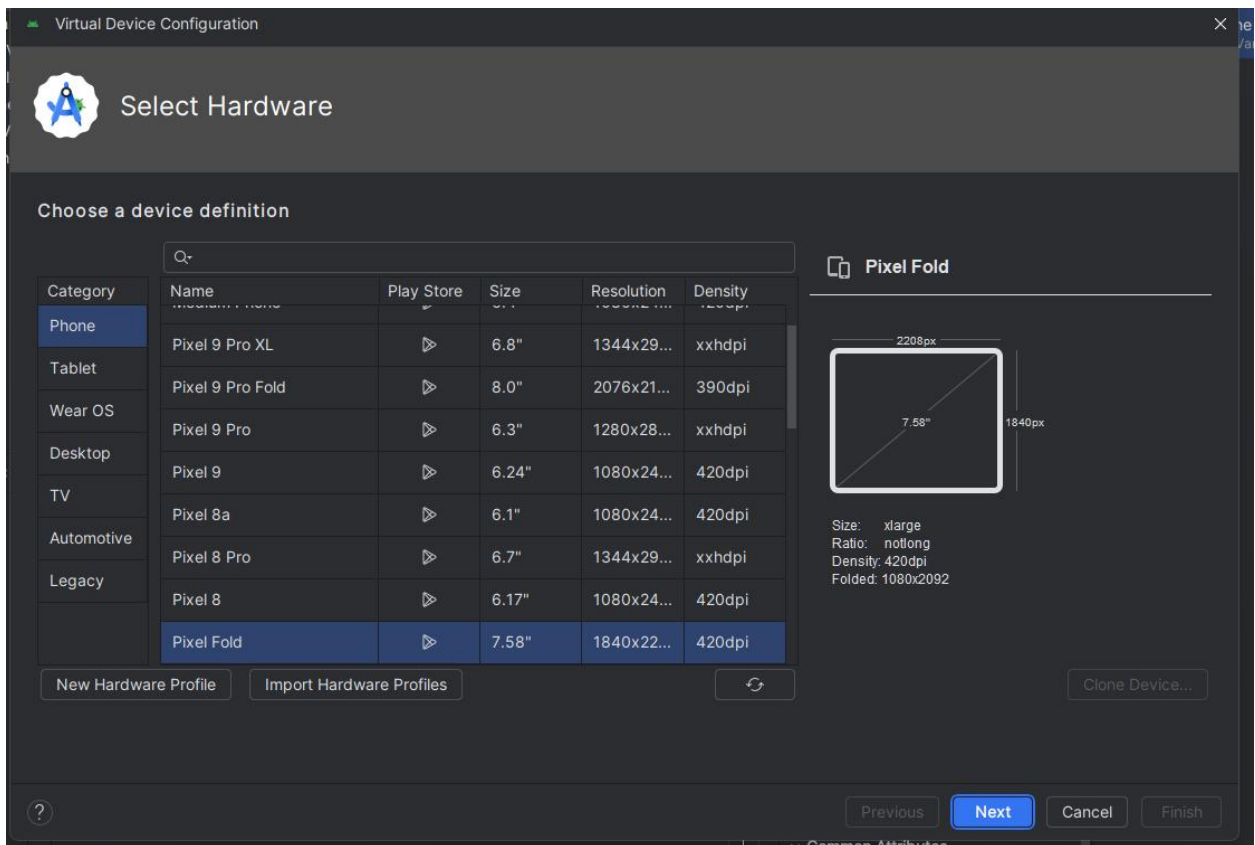 Virtual Device Configuration
Select Hardware
Choose a device definition
Category
Phone
Tablet
Wear OS
Desktop
TV
Automotive
Legacy
Name Play Store Size Resolution Density
Pixel 9 Pro XL 6.8" 1344x29... xxhdpi
Pixel 9 Pro Fold 8.0" 2076x21... 390dpi
Pixel 9 Pro 6.3" 1280x28... xxhdpi
Pixel 9 6.24" 1080x24... 420dpi
Pixel 8a 6.1" 1080x24... 420dpi
Pixel 8 Pro 6.7" 1344x29... xxhdpi
Pixel 8 6.17" 1080x24... 420dpi
Pixel Fold 7.58" 1840x22... 420dpi
New Hardware Profile Import Hardware Profiles
Pixel Fold
2208px
7.58"
1840px
Size: xlarge
Ratio: notlong
Density: 420dpi
Folded: 1080x2092
Clone Device...
? Previous Next Cancel Finish